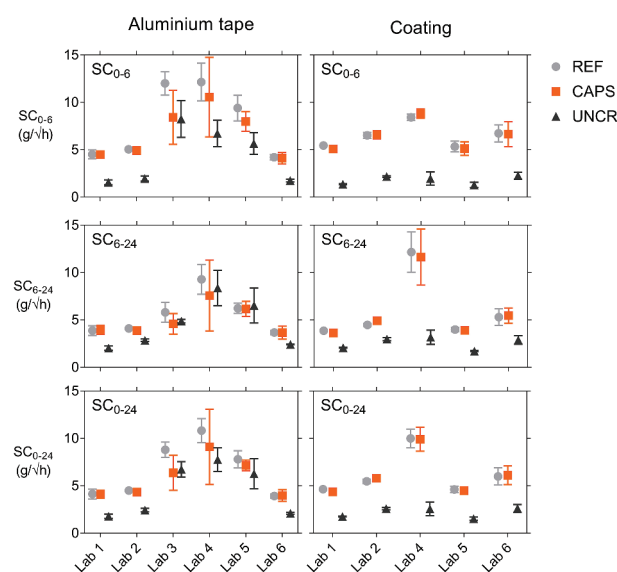 Aluminium tape
Coating
SC0-6
SC0-6
REF
CAPS
UNCR
SC0-6
(g/√h)
15
10
5
0
SC6-24
SC6-24
SC6-24
(g/√h)
15
10
5
0
SC0-24
SC0-24
SC0-24
(g/√h)
15
10
5
0
Lab 1
Lab 2
Lab 3
Lab 4
Lab 5
Lab 6
Lab 1
Lab 2
Lab 4
Lab 5
Lab 6